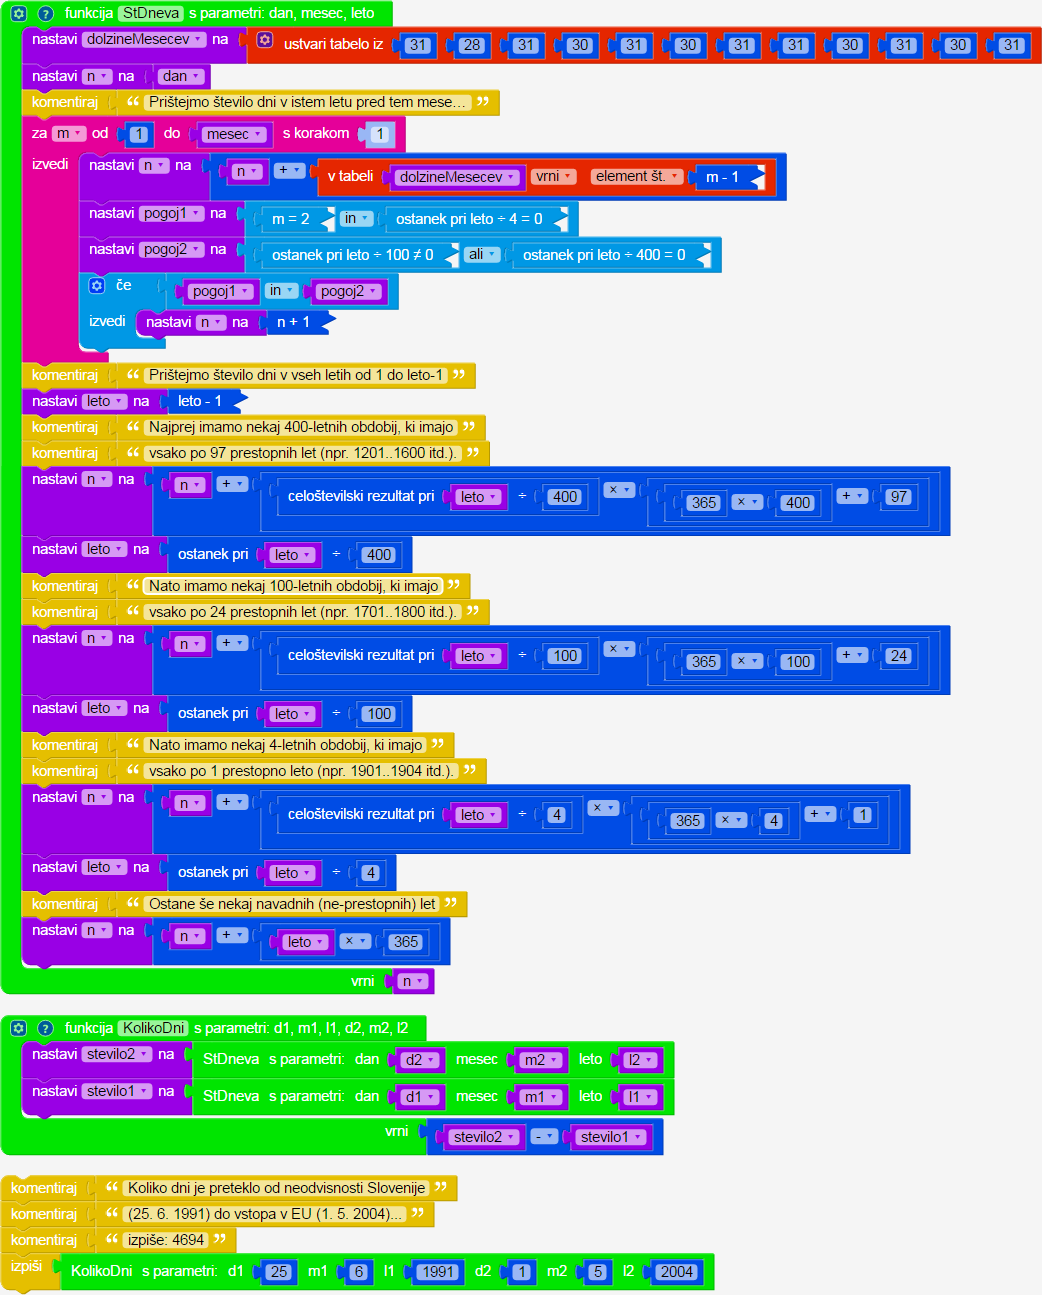 funkcija StDneva s parametri: dan, mesec, leto
nastavi dolzineMesecev na ustvari tabelo iz 31 28 31 30 31 30 31 31 30 31 30 31
nastavi n na dan
komentiraj “ Prištejmo število dni v istem letu pred tem mese... ”
za m od 1 do mesec s korakom 1
izvedi nastavi n na n + v tabeli dolzineMesecev vrni element št. m - 1
nastavi pogoj1 na m = 2 in ostanek pri leto ÷ 4 = 0
nastavi pogoj2 na ostanek pri leto ÷ 100 ≠ 0 ali ostanek pri leto ÷ 400 = 0
če pogoj1 in pogoj2
izvedi nastavi n na n + 1
komentiraj “ Prištejmo število dni v vseh letih od 1 do leto-1 ”
nastavi leto na leto - 1
komentiraj “ Najprej imamo nekaj 400-letnih obdobij, ki imajo ”
komentiraj “ vsako po 97 prestopnih let (npr. 1201..1600 itd.). ”
nastavi n na n + celoštevilski rezultat pri leto ÷ 400 × 365 × 400 + 97
nastavi leto na ostanek pri leto ÷ 400
komentiraj “ Nato imamo nekaj 100-letnih obdobij, ki imajo ”
komentiraj “ vsako po 24 prestopnih let (npr. 1701..1800 itd.). ”
nastavi n na n + celoštevilski rezultat pri leto ÷ 100 × 365 × 100 + 24
nastavi leto na ostanek pri leto ÷ 100
komentiraj “ Nato imamo nekaj 4-letnih obdobij, ki imajo ”
komentiraj “ vsako po 1 prestopno leto (npr. 1901..1904 itd.). ”
nastavi n na n + celoštevilski rezultat pri leto ÷ 4 × 365 × 4 + 1
nastavi leto na ostanek pri leto ÷ 4
komentiraj “ Ostane še nekaj navadnih (ne-prestopnih) let ”
nastavi n na n + leto × 365
vrni n
funkcija KolikoDni s parametri: d1, m1, l1, d2, m2, l2
nastavi stevilo2 na StDneva s parametri: dan d2 mesec m2 leto l2
nastavi stevilo1 na StDneva s parametri: dan d1 mesec m1 leto l1
vrni stevilo2 - stevilo1
komentiraj “ Koliko dni je preteklo od neodvisnosti Slovenije ”
komentiraj “ (25. 6. 1991) do vstopa v EU (1. 5. 2004)... ”
komentiraj “ izpiše: 4694 ”
izpiši KolikoDni s parametri: d1 25 m1 6 l1 1991 d2 1 m2 5 l2 2004